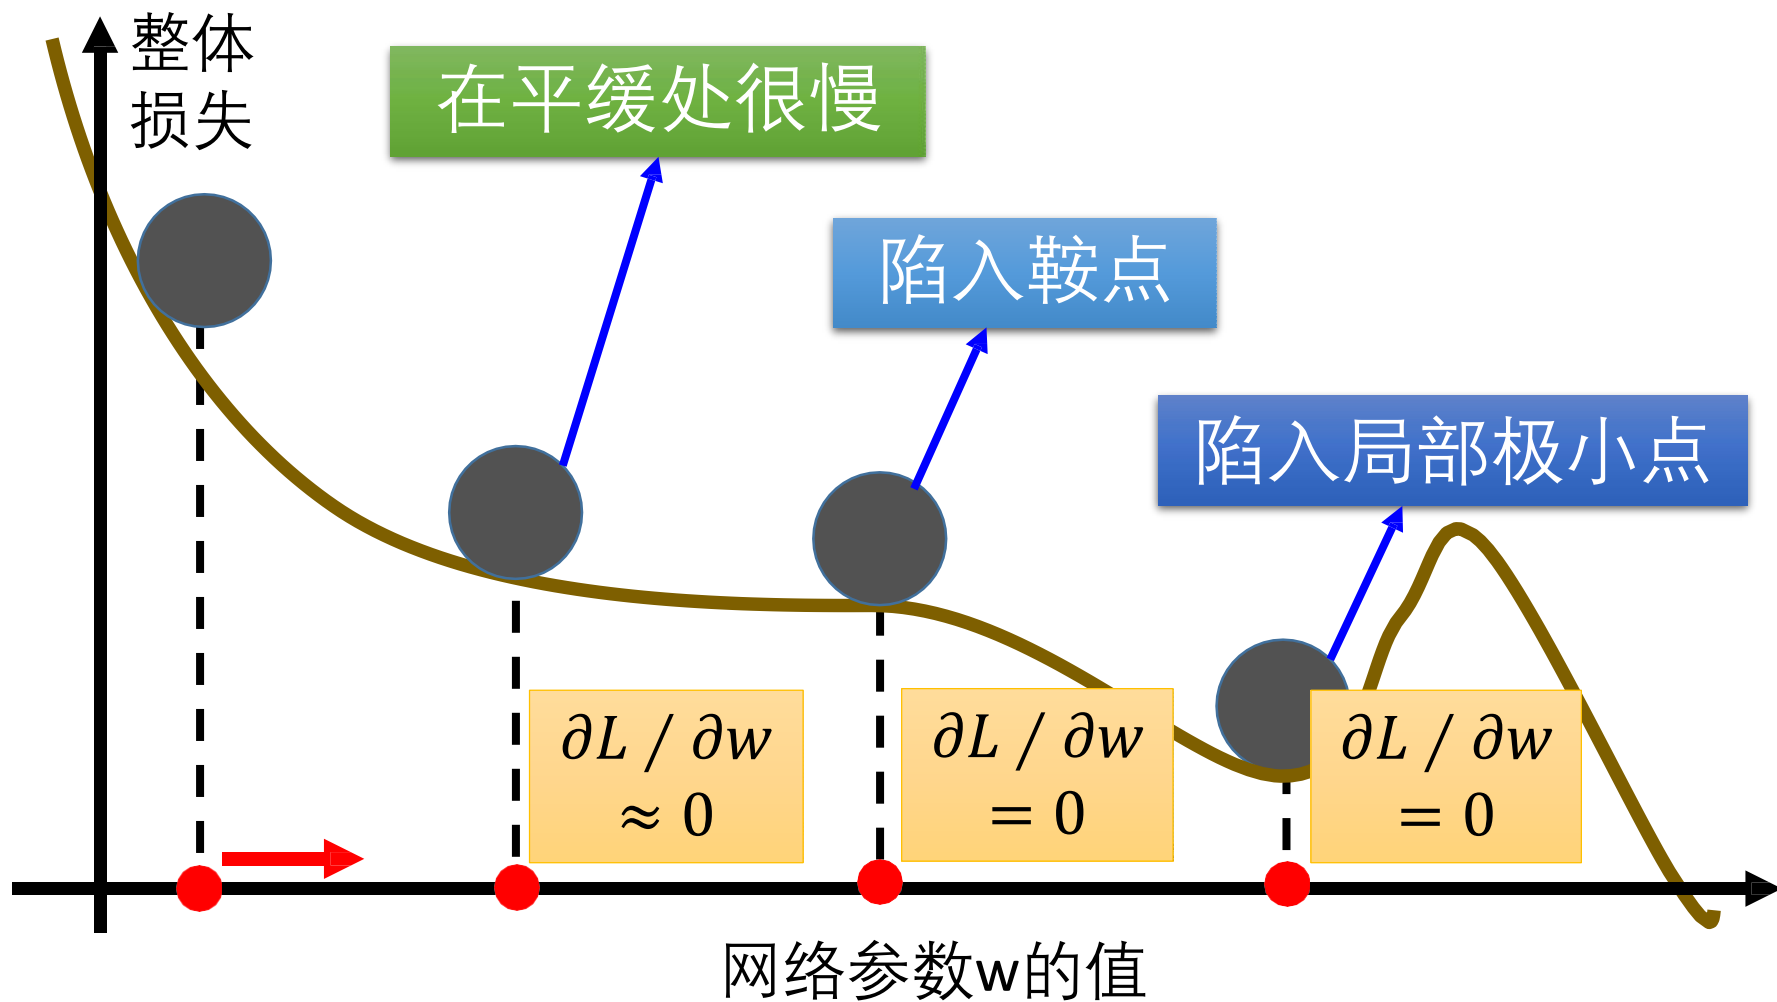 整体
损失
在平缓处很慢
陷入鞍点
陷入局部极小点
∂L / ∂w
≈ 0
∂L / ∂w
= 0
∂L / ∂w
= 0
网络参数w的值